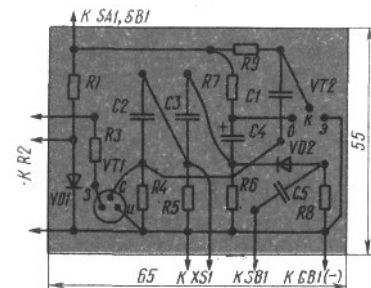 К SA1, SB1
R1
R9
R7
VT2
C2
C3
C1
К
Э
Б
C4
+
R3
К R2
VT1
VD2
З
С
И
R4
R5
R6
C5
R8
VD1
55
65
К XS1
К SB1
К GB1(−)